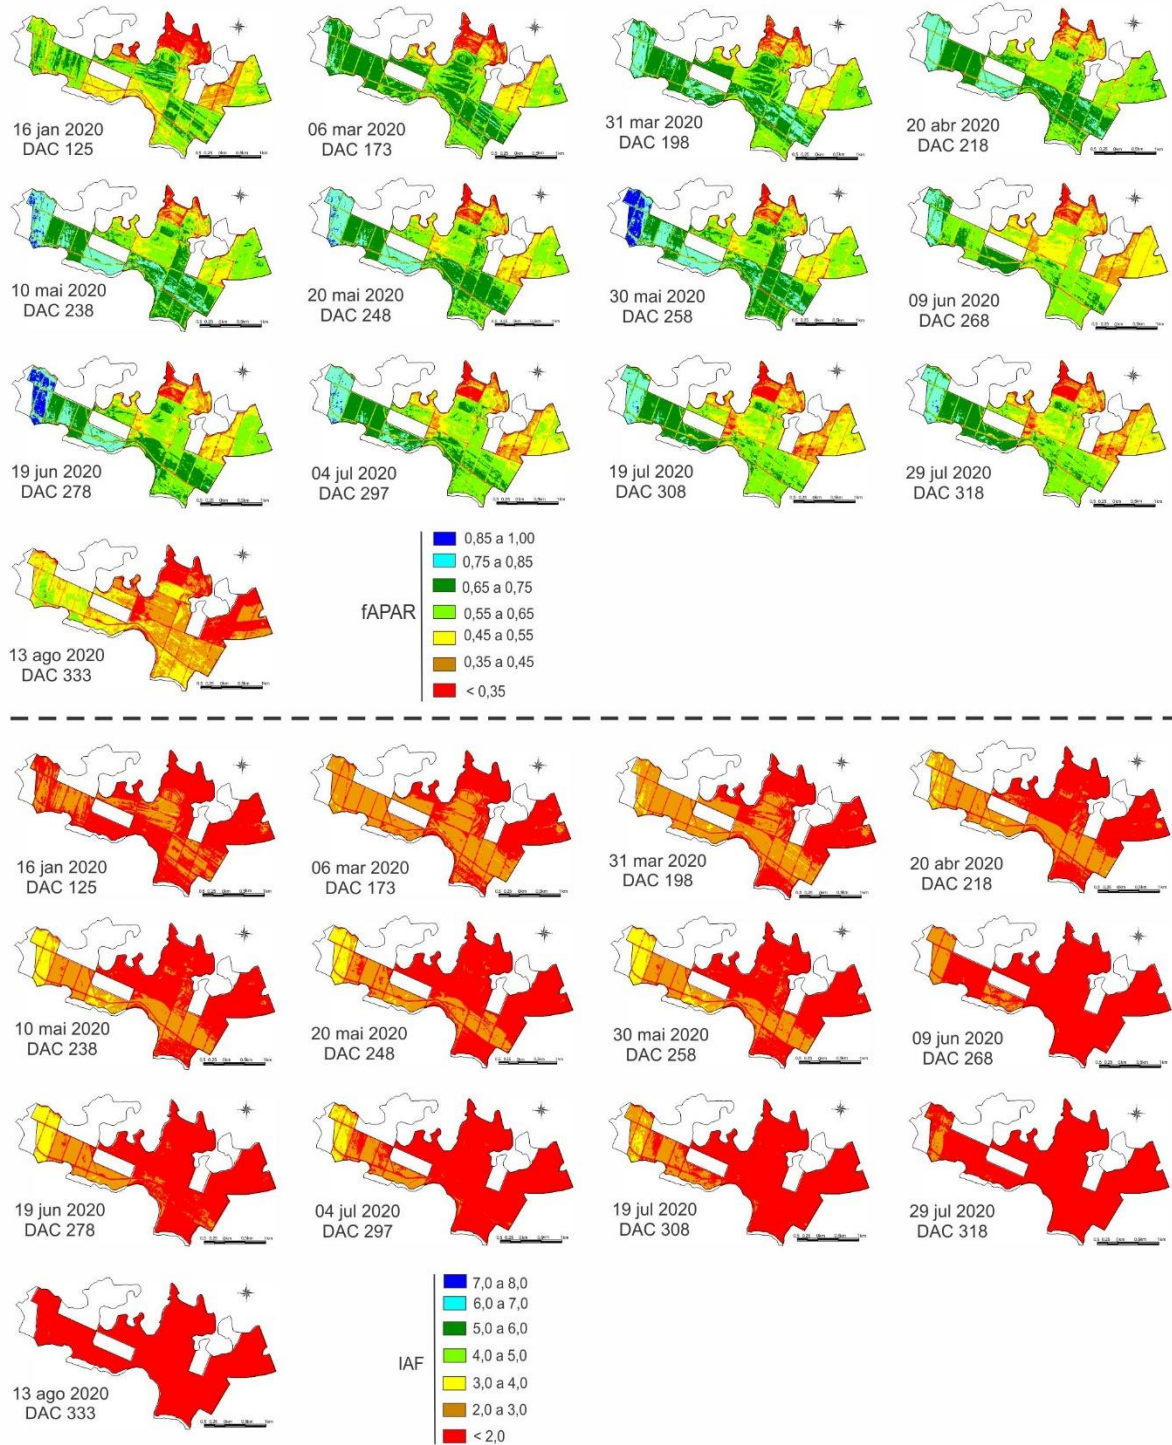 16 jan 2020
DAC 125
06 mar 2020
DAC 173
31 mar 2020
DAC 198
20 abr 2020
DAC 218
10 mai 2020
DAC 238
20 mai 2020
DAC 248
30 mai 2020
DAC 258
09 jun 2020
DAC 268
19 jun 2020
DAC 278
04 jul 2020
DAC 297
19 jul 2020
DAC 308
29 jul 2020
DAC 318
13 ago 2020
DAC 333
fAPAR
0,85 a 1,00
0,75 a 0,85
0,65 a 0,75
0,55 a 0,65
0,45 a 0,55
0,35 a 0,45
< 0,35
16 jan 2020
DAC 125
06 mar 2020
DAC 173
31 mar 2020
DAC 198
20 abr 2020
DAC 218
10 mai 2020
DAC 238
20 mai 2020
DAC 248
30 mai 2020
DAC 258
09 jun 2020
DAC 268
19 jun 2020
DAC 278
04 jul 2020
DAC 297
19 jul 2020
DAC 308
29 jul 2020
DAC 318
13 ago 2020
DAC 333
IAF
7,0 a 8,0
6,0 a 7,0
5,0 a 6,0
4,0 a 5,0
3,0 a 4,0
2,0 a 3,0
< 2,0